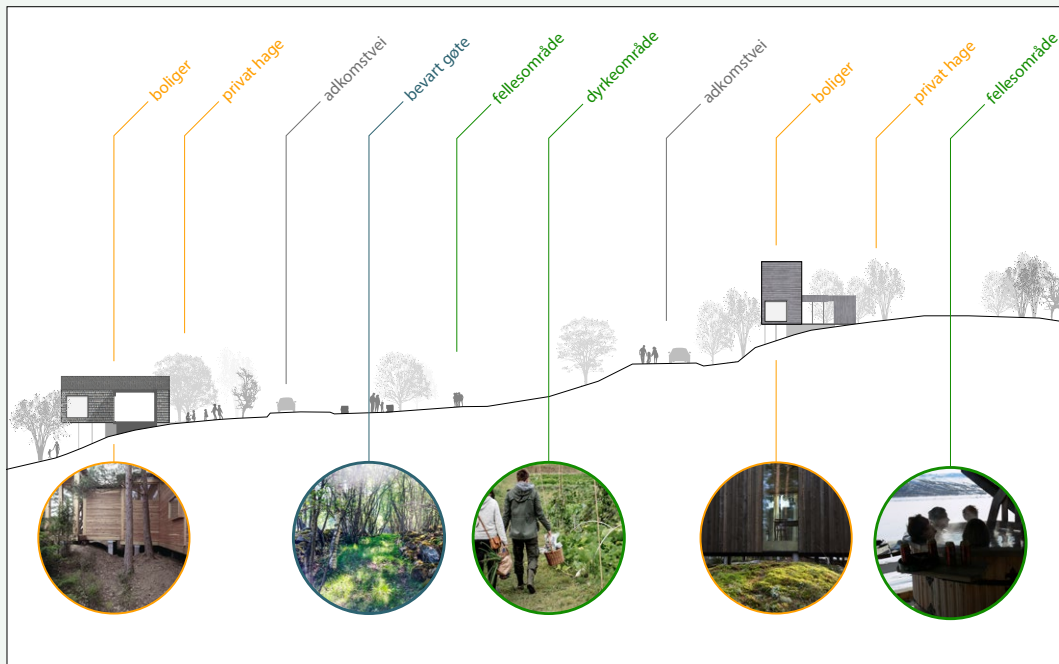 boliger
privat hage
adkomstvei
bevart gøte
fellesområde
dyrkeområde
adkomstvei
boliger
privat hage
fellesområde